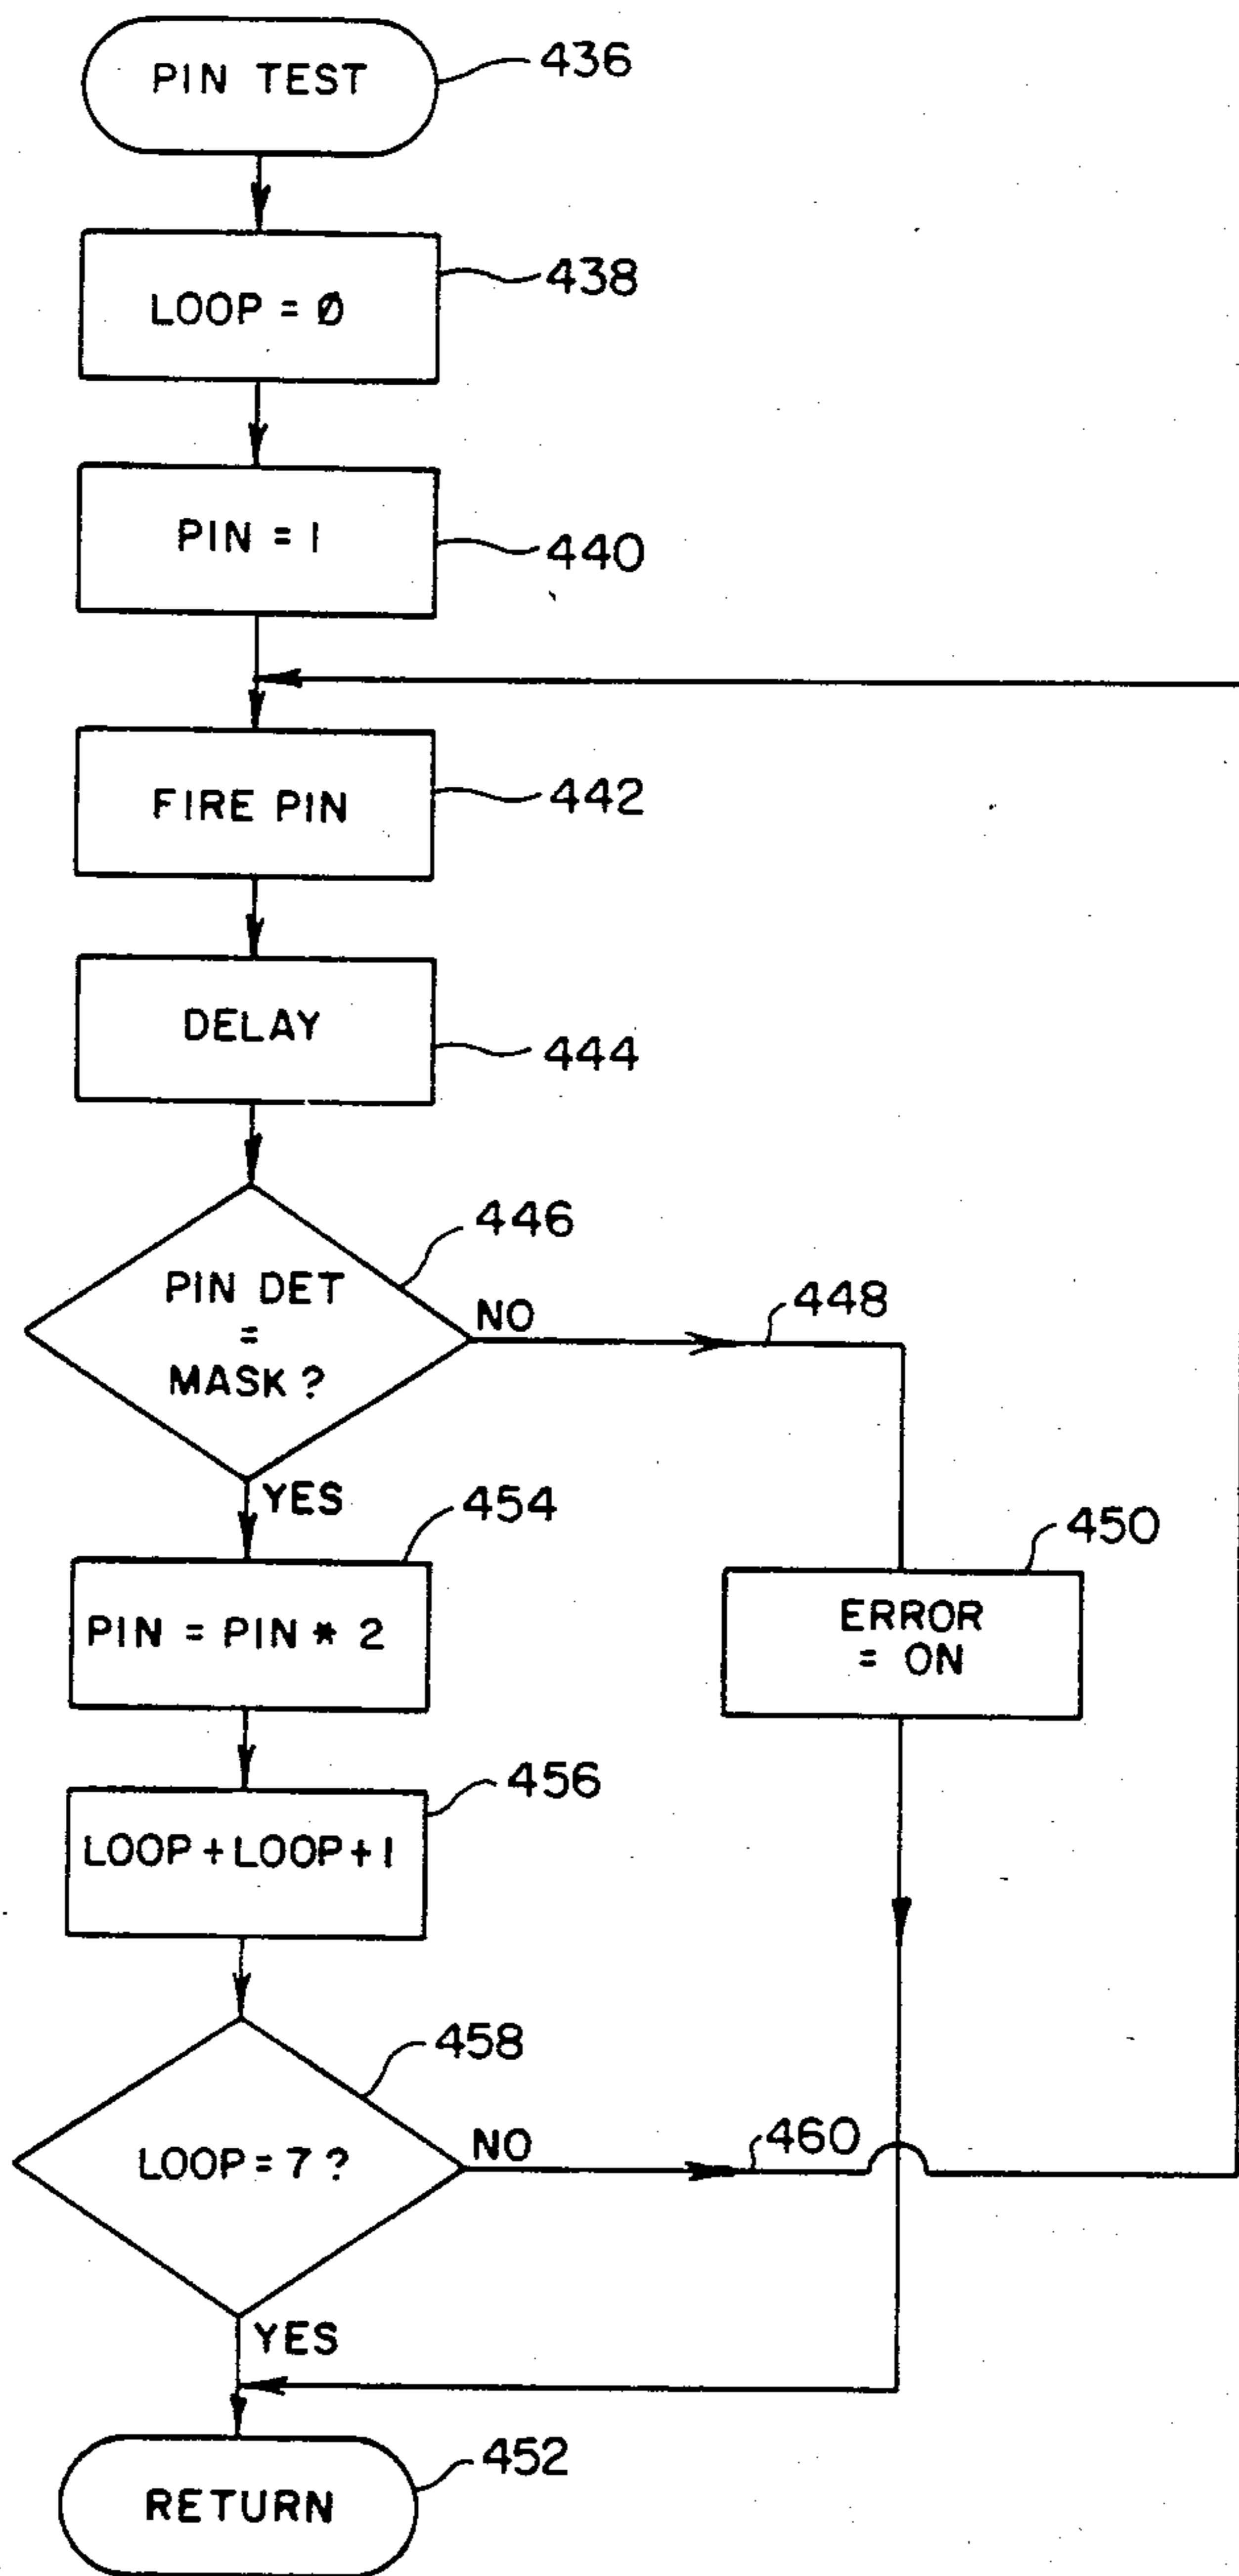 PIN TEST
436
LOOP = Ø
438
PIN = 1
440
FIRE PIN
442
DELAY
444
446
PIN DET
=
MASK ?
NO
448
YES
454
PIN = PIN * 2
450
ERROR
= ON
456
LOOP + LOOP + 1
458
LOOP = 7 ?
NO
460
YES
452
RETURN